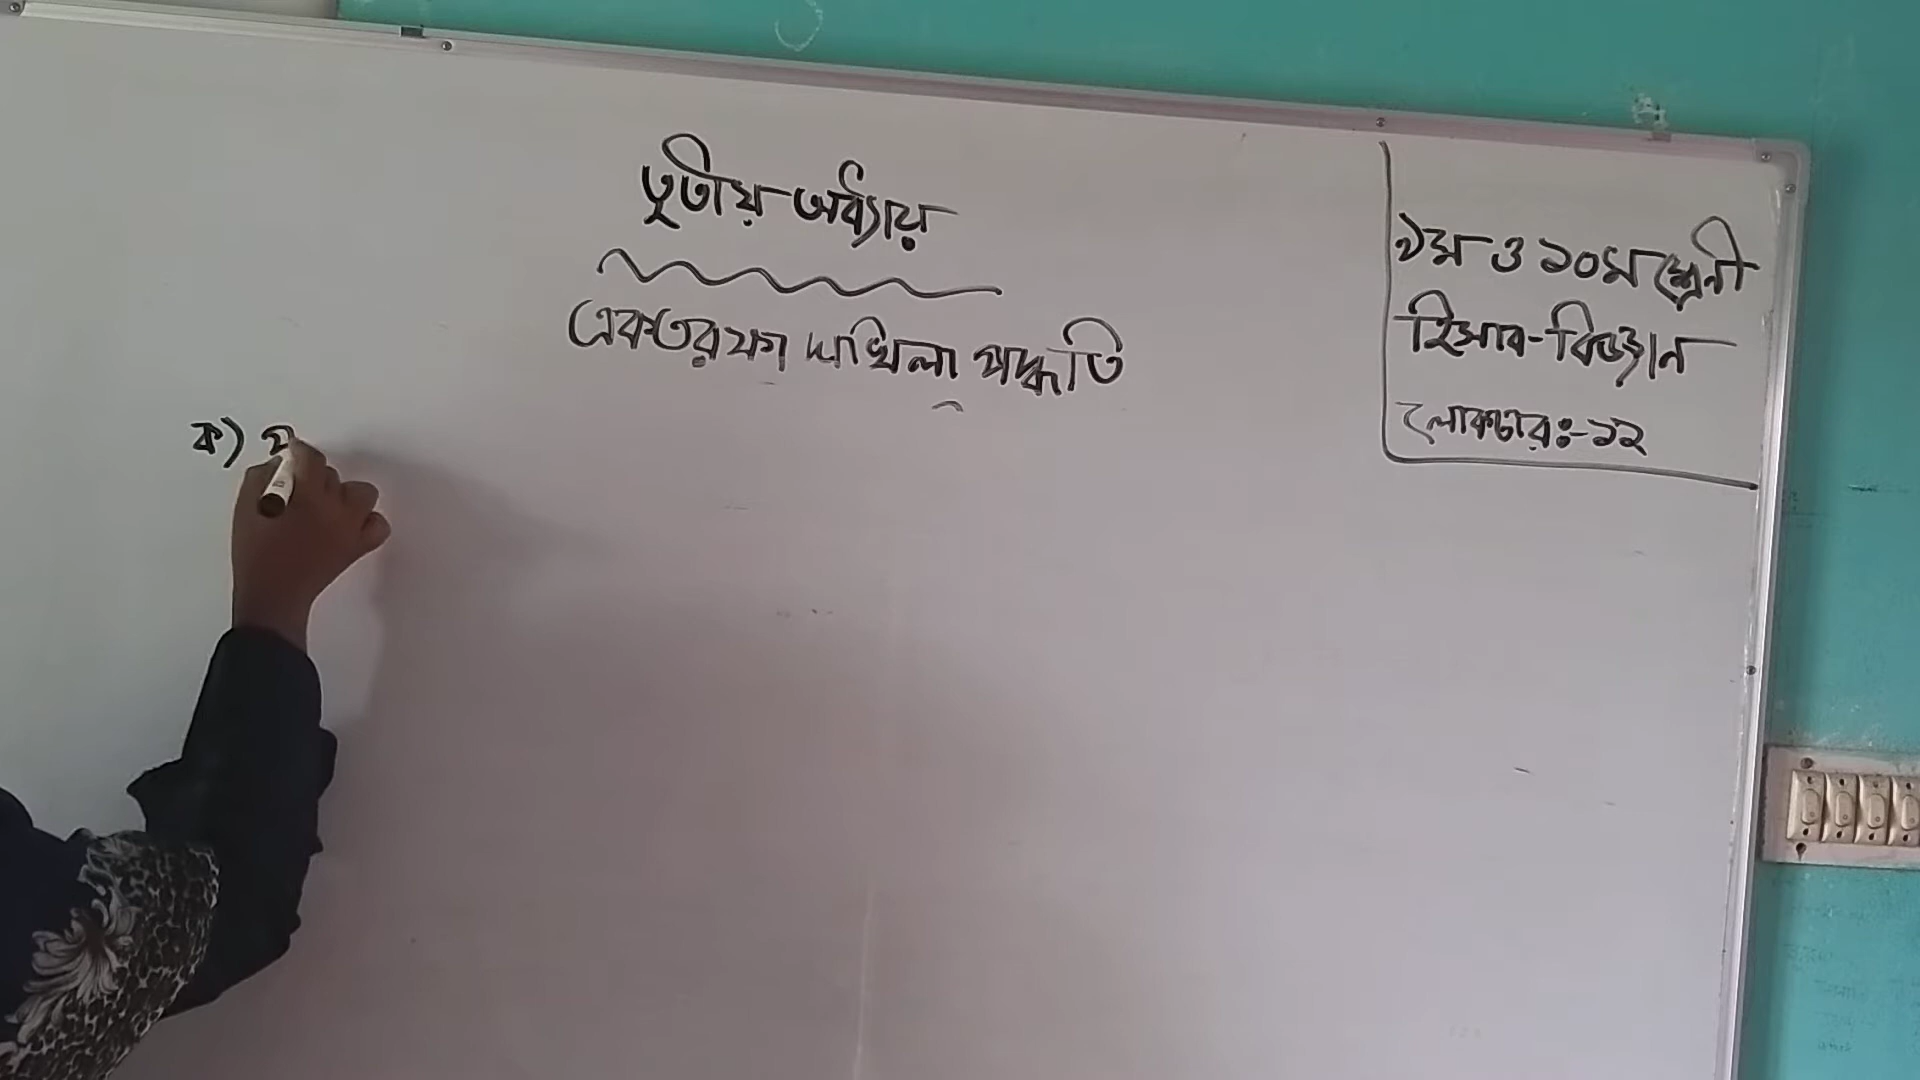 তৃতীয় অধ্যায়
একতরফা দাখিলা পদ্ধতি
৯ম ও ১০ম শ্রেনী
হিসাব-বিজ্ঞান
লেকচার:-১২
ক)